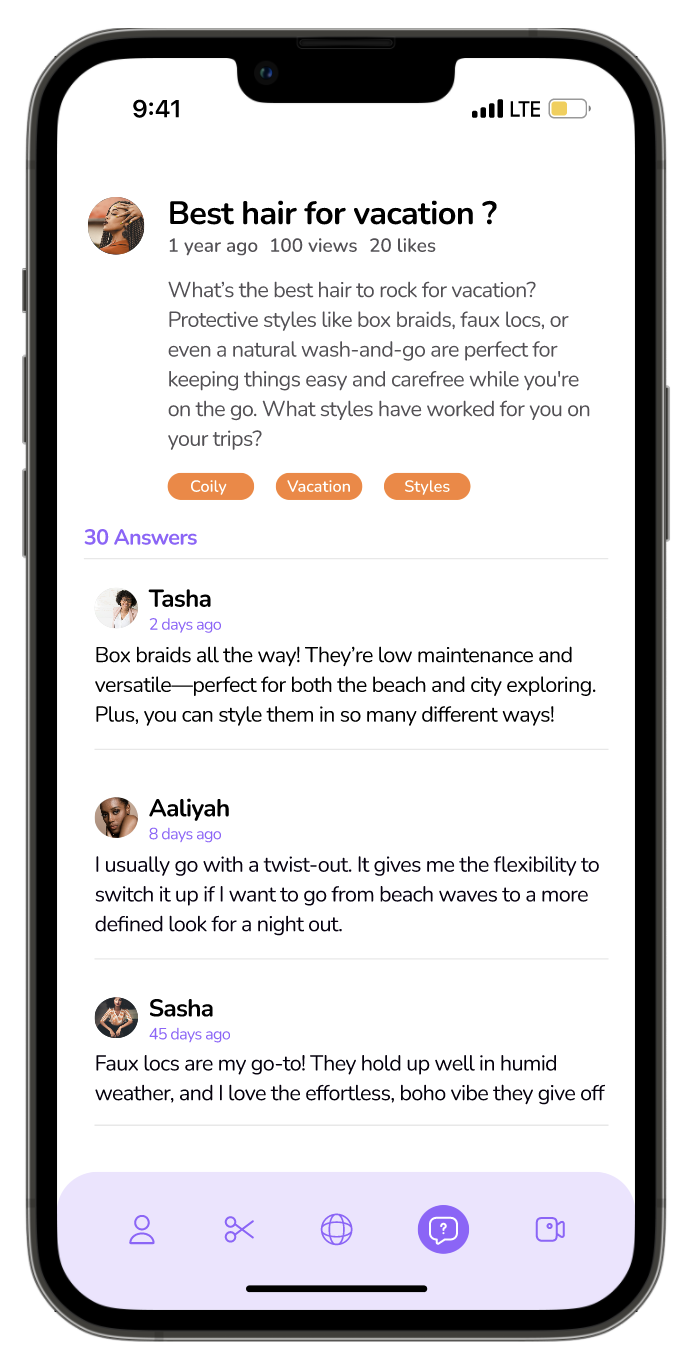 9:41
LTE
Best hair for vacation ?
1 year ago 100 views 20 likes
What’s the best hair to rock for vacation?
Protective styles like box braids, faux locs, or
even a natural wash-and-go are perfect for
keeping things easy and carefree while you're
on the go. What styles have worked for you on
your trips?
Coily Vacation Styles
30 Answers
Tasha
2 days ago
Box braids all the way! They’re low maintenance and
versatile—perfect for both the beach and city exploring.
Plus, you can style them in so many different ways!
Aaliyah
8 days ago
I usually go with a twist-out. It gives me the flexibility to
switch it up if I want to go from beach waves to a more
defined look for a night out.
Sasha
45 days ago
Faux locs are my go-to! They hold up well in humid
weather, and I love the effortless, boho vibe they give off
?